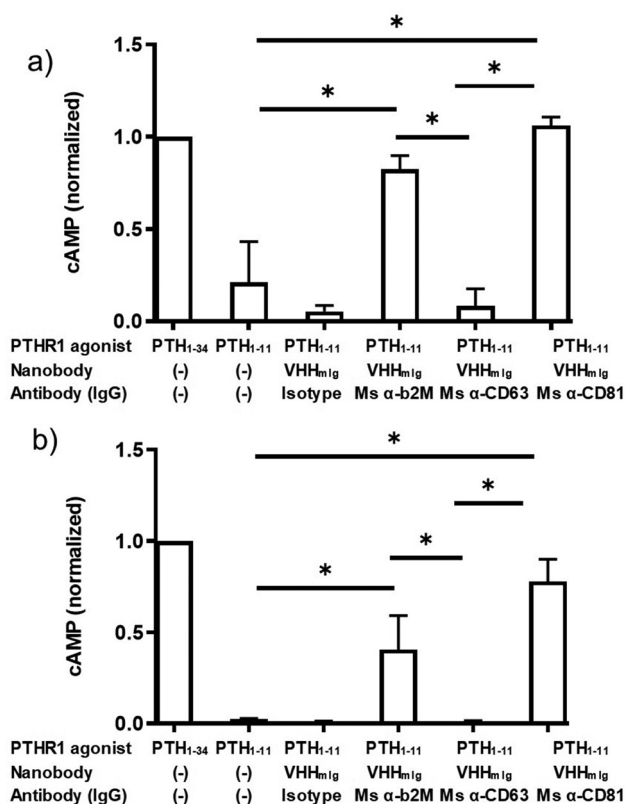 a)
cAMP (normalized)
1.5
1.0
0.5
0.0
*
*
*
*
PTHR1 agonist PTH1-34 PTH1-11 PTH1-11 PTH1-11 PTH1-11 PTH1-11
Nanobody (-) (-) VHHmIg VHHmIg VHHmIg VHHmIg
Antibody (IgG) (-) (-) Isotype Ms α-b2M Ms α-CD63 Ms α-CD81
b)
cAMP (normalized)
1.5
1.0
0.5
0.0
*
*
*
*
PTHR1 agonist PTH1-34 PTH1-11 PTH1-11 PTH1-11 PTH1-11 PTH1-11
Nanobody (-) (-) VHHmIg VHHmIg VHHmIg VHHmIg
Antibody (IgG) (-) (-) Isotype Ms α-b2M Ms α-CD63 Ms α-CD81